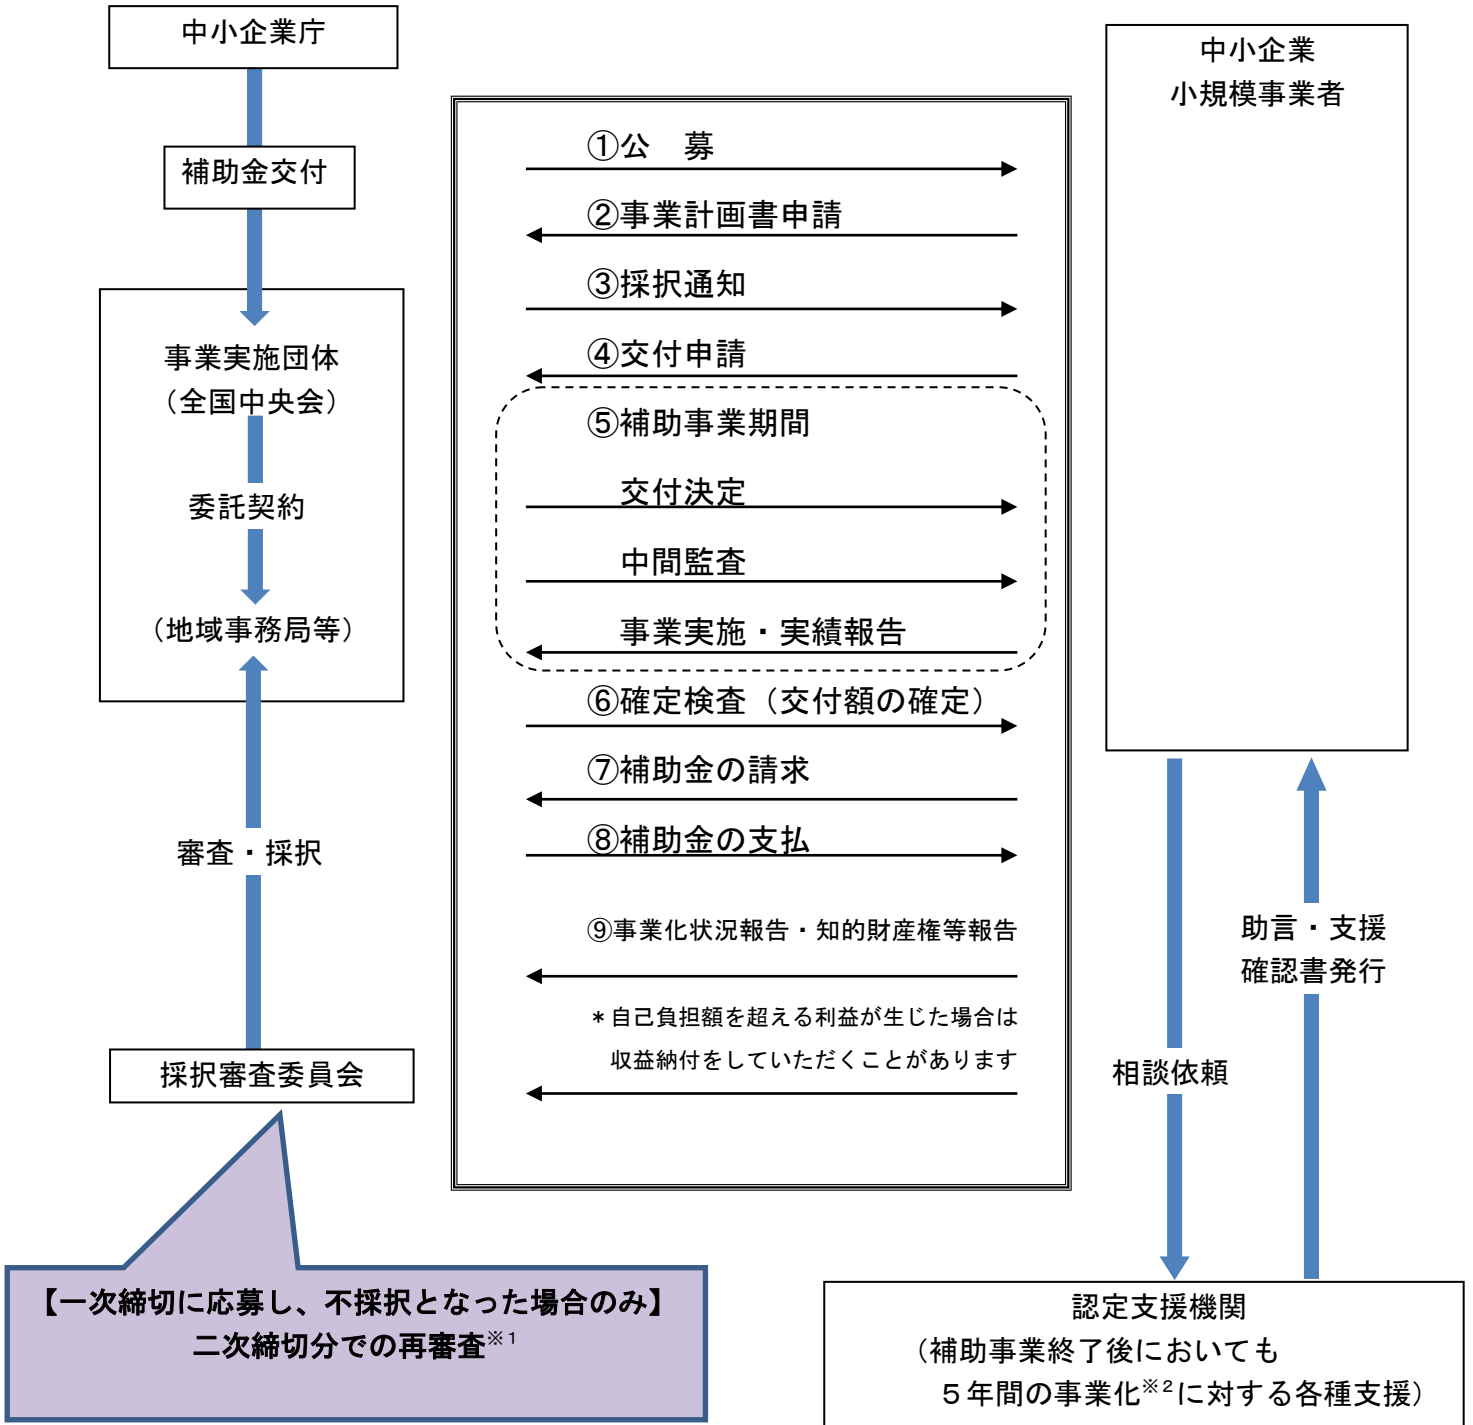 中小企業庁
補助金交付
事業実施団体
（全国中央会）
委託契約
（地域事務局等）
審査・採択
採択審査委員会
【一次締切に応募し、不採択となった場合のみ】
二次締切分での再審査※1
①公　募
②事業計画書申請
③採択通知
④交付申請
⑤補助事業期間
交付決定
中間監査
事業実施・実績報告
⑥確定検査（交付額の確定）
⑦補助金の請求
⑧補助金の支払
⑨事業化状況報告・知的財産権等報告
＊自己負担額を超える利益が生じた場合は
収益納付をしていただくことがあります
中小企業
小規模事業者
助言・支援
確認書発行
相談依頼
認定支援機関
（補助事業終了後においても
５年間の事業化※2に対する各種支援）